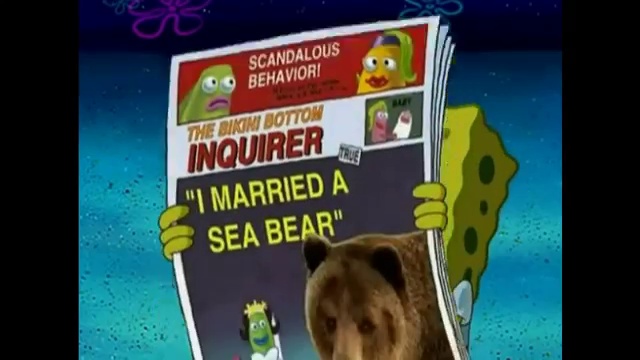 SCANDALOUS
BEHAVIOR!
BABY
THE BIKINI BOTTOM
INQUIRER
TRUE
"I MARRIED A
SEA BEAR"